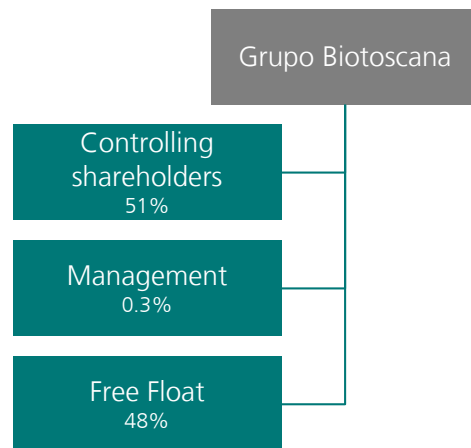 Grupo Biotoscana
Controlling
shareholders
51%
Management
0.3%
Free Float
48%